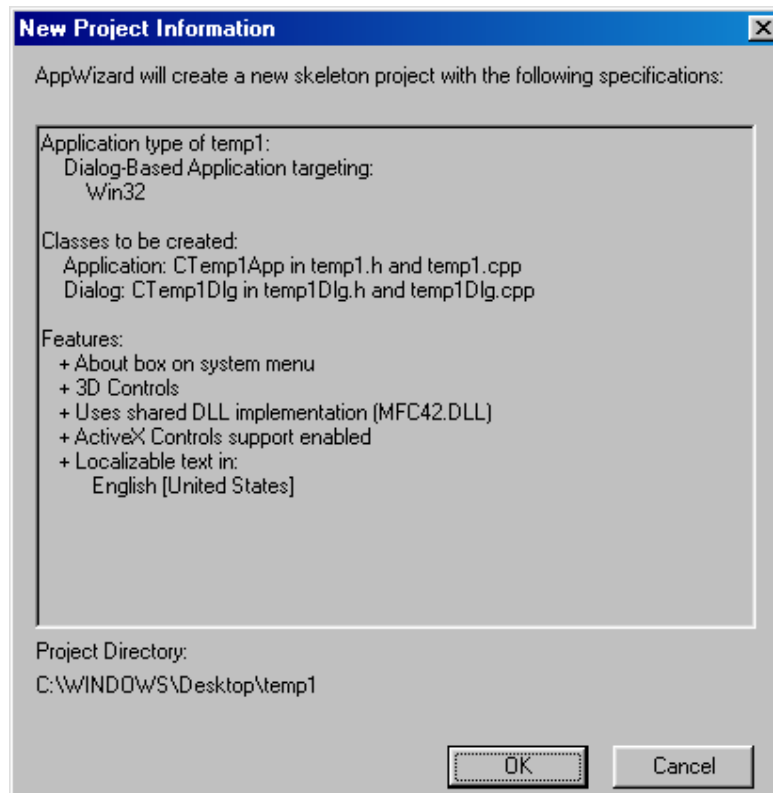 New Project Information
AppWizard will create a new skeleton project with the following specifications:
Application type of temp1:
Dialog-Based Application targeting:
Win32
Classes to be created:
Application: CTemp1App in temp1.h and temp1.cpp
Dialog: CTemp1Dlg in temp1Dlg.h and temp1Dlg.cpp
Features:
+ About box on system menu
+ 3D Controls
+ Uses shared DLL implementation (MFC42.DLL)
+ ActiveX Controls support enabled
+ Localizable text in:
English [United States]
Project Directory:
C:\WINDOWS\Desktop\temp1
OK
Cancel